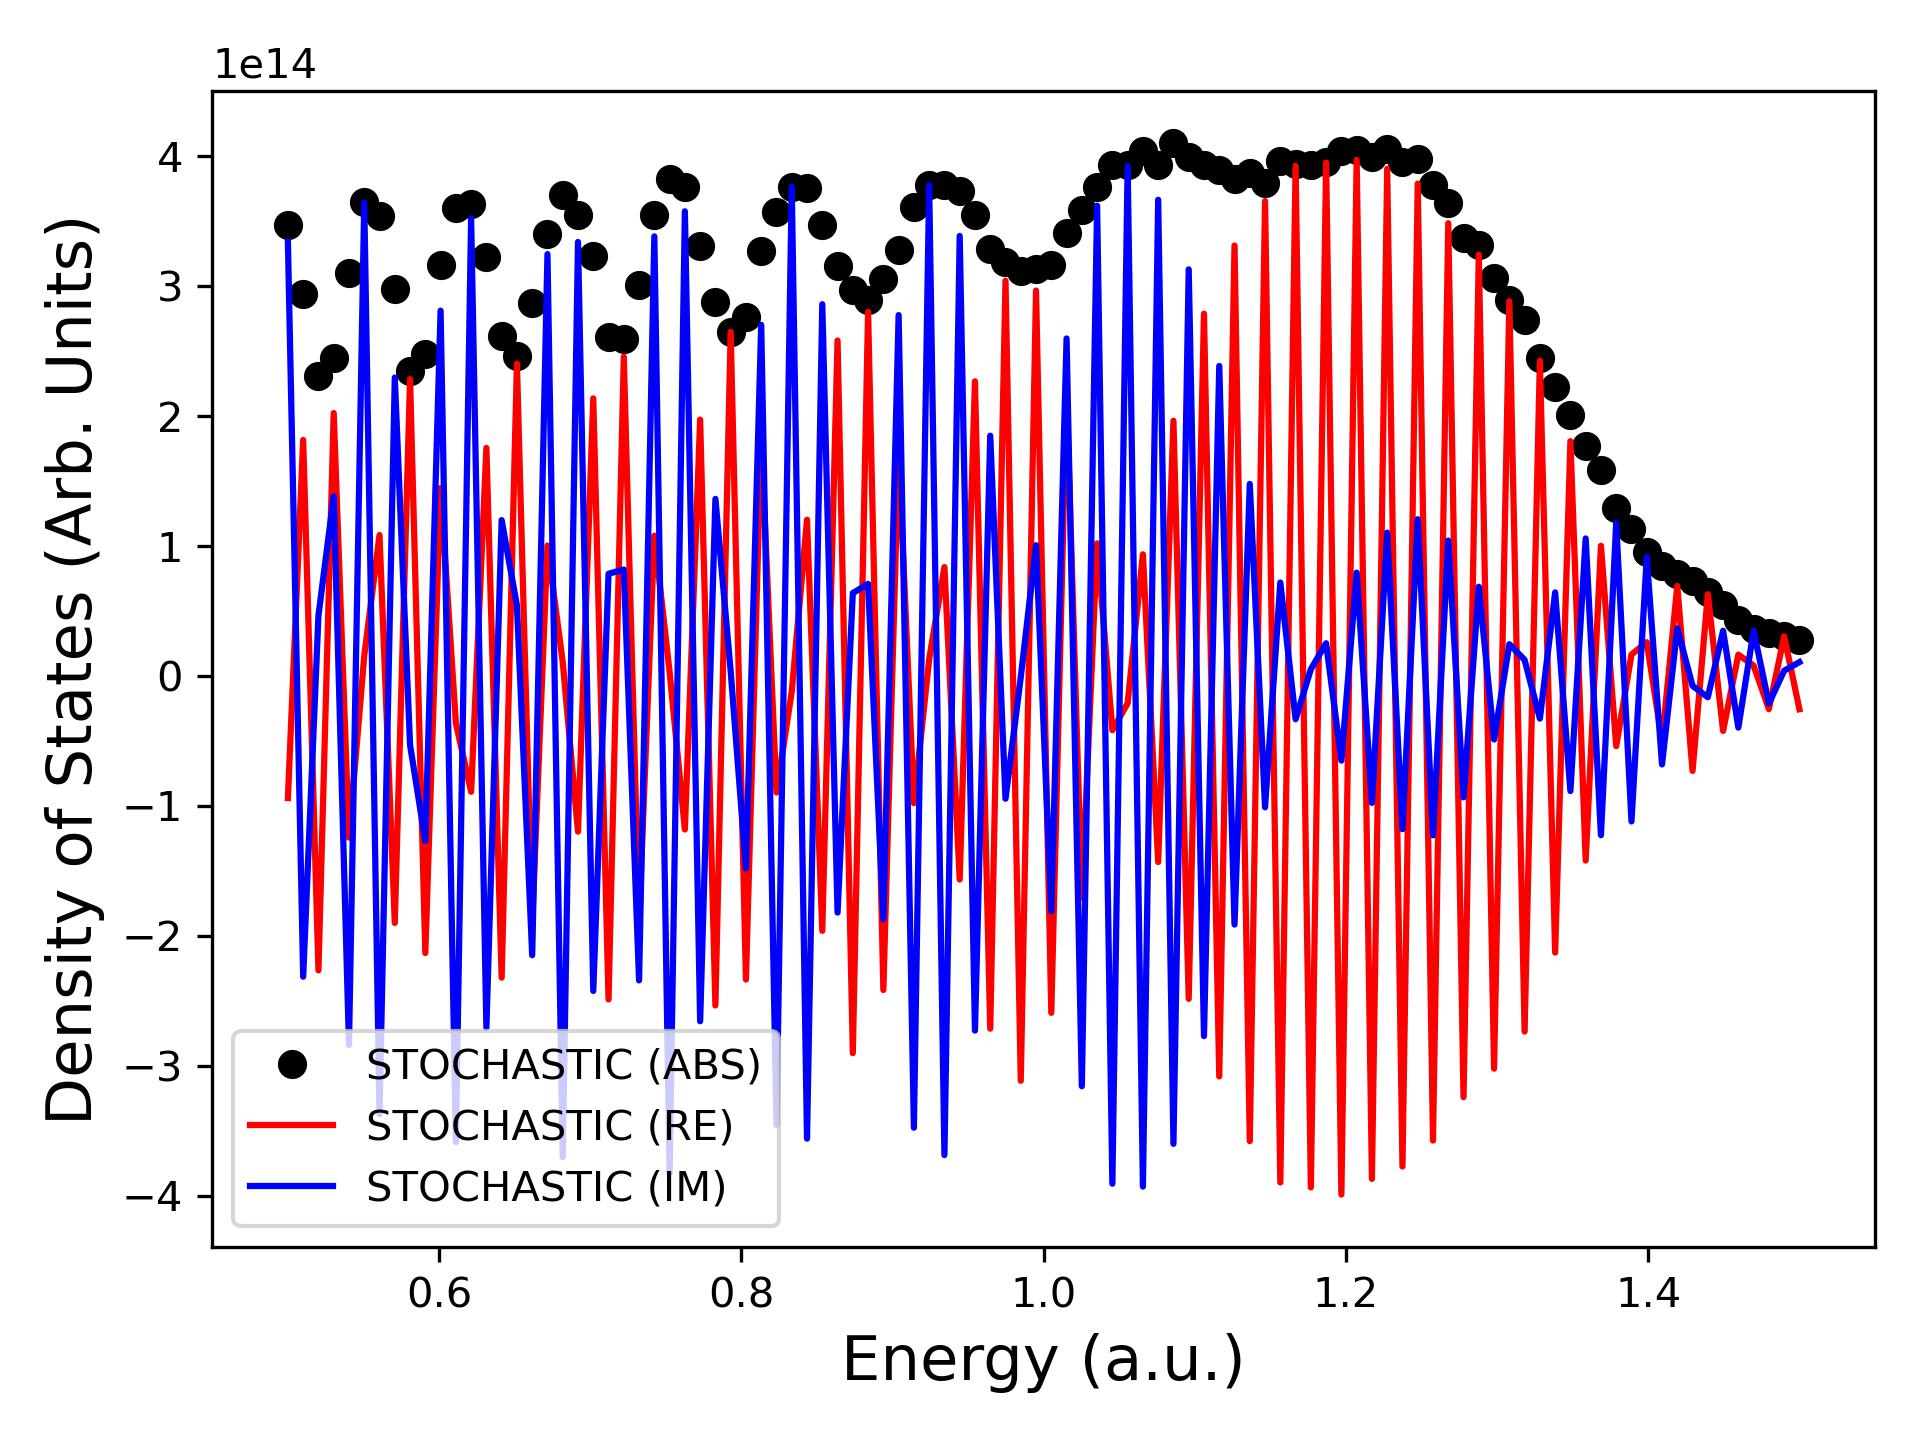 1e14
Density of States (Arb. Units)
4
3
2
1
0
−1
−2
−3
−4
STOCHASTIC (ABS)
STOCHASTIC (RE)
STOCHASTIC (IM)
0.6 0.8 1.0 1.2 1.4
Energy (a.u.)